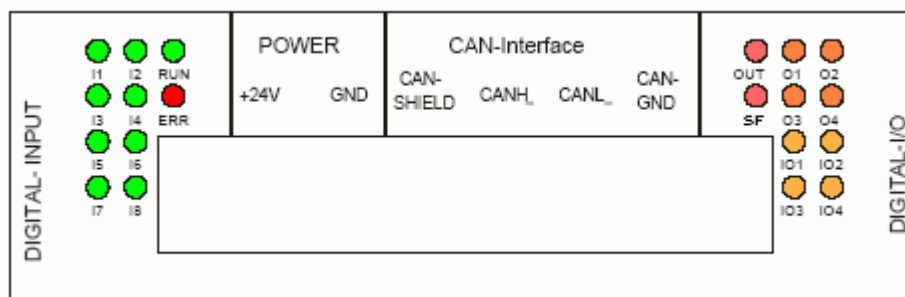 DIGITAL- INPUT
I1 I2 RUN
I3 I4 ERR
I5 I6
I7 I8
POWER
+24V GND
CAN-Interface
CAN-SHIELD CANH_ CANL_ CAN-GND
OUT O1 O2
SF O3 O4
IO1 IO2
IO3 IO4
DIGITAL-I/O